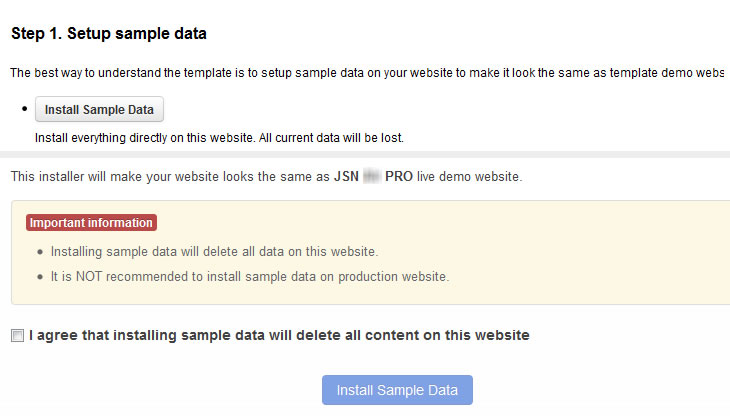 Step 1. Setup sample data
The best way to understand the template is to setup sample data on your website to make it look the same as template demo webs
Install Sample Data
Install everything directly on this website. All current data will be lost.
This installer will make your website looks the same as JSN PRO live demo website.
Important information
Installing sample data will delete all data on this website.
It is NOT recommended to install sample data on production website.
I agree that installing sample data will delete all content on this website
Install Sample Data